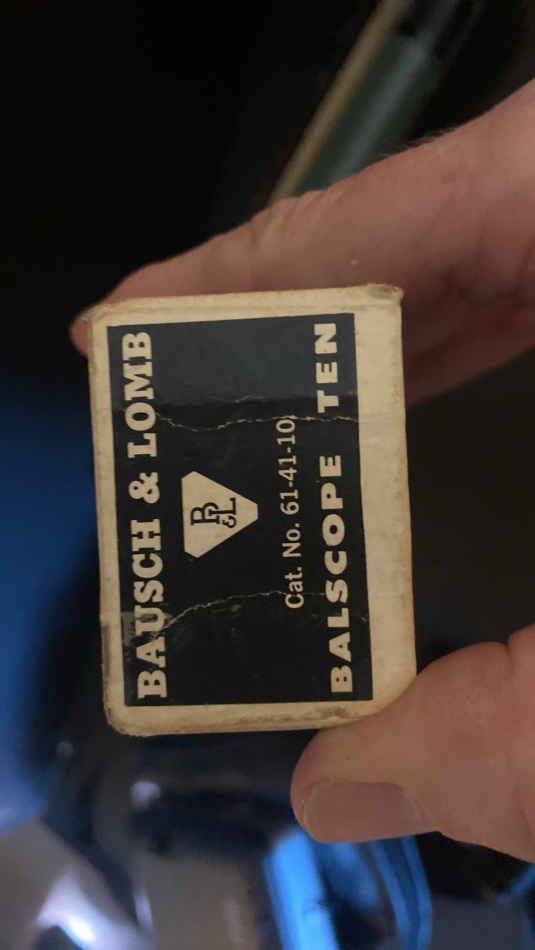 BAUSCH & LOMB
B&L
Cat. No. 61-41-10
BALSCOPE TEN